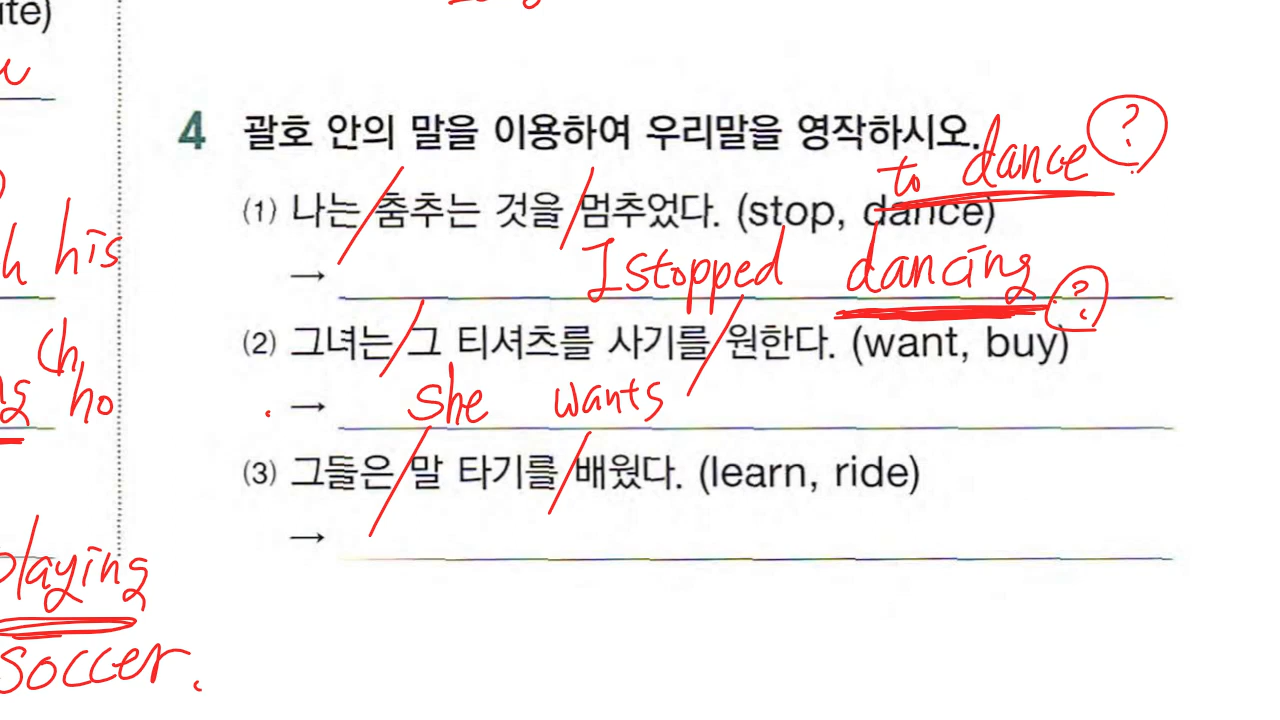 ite)
4 괄호 안의 말을 이용하여 우리말을 영작하시오.
to dance ?
(1) 나는 춤추는 것을 멈추었다. (stop, dance)
h his
→ I stopped dancing ?
(2) 그녀는 그 티셔츠를 사기를 원한다. (want, buy)
ch
ho
→ she wants
(3) 그들은 말 타기를 배웠다. (learn, ride)
→
playing
soccer.